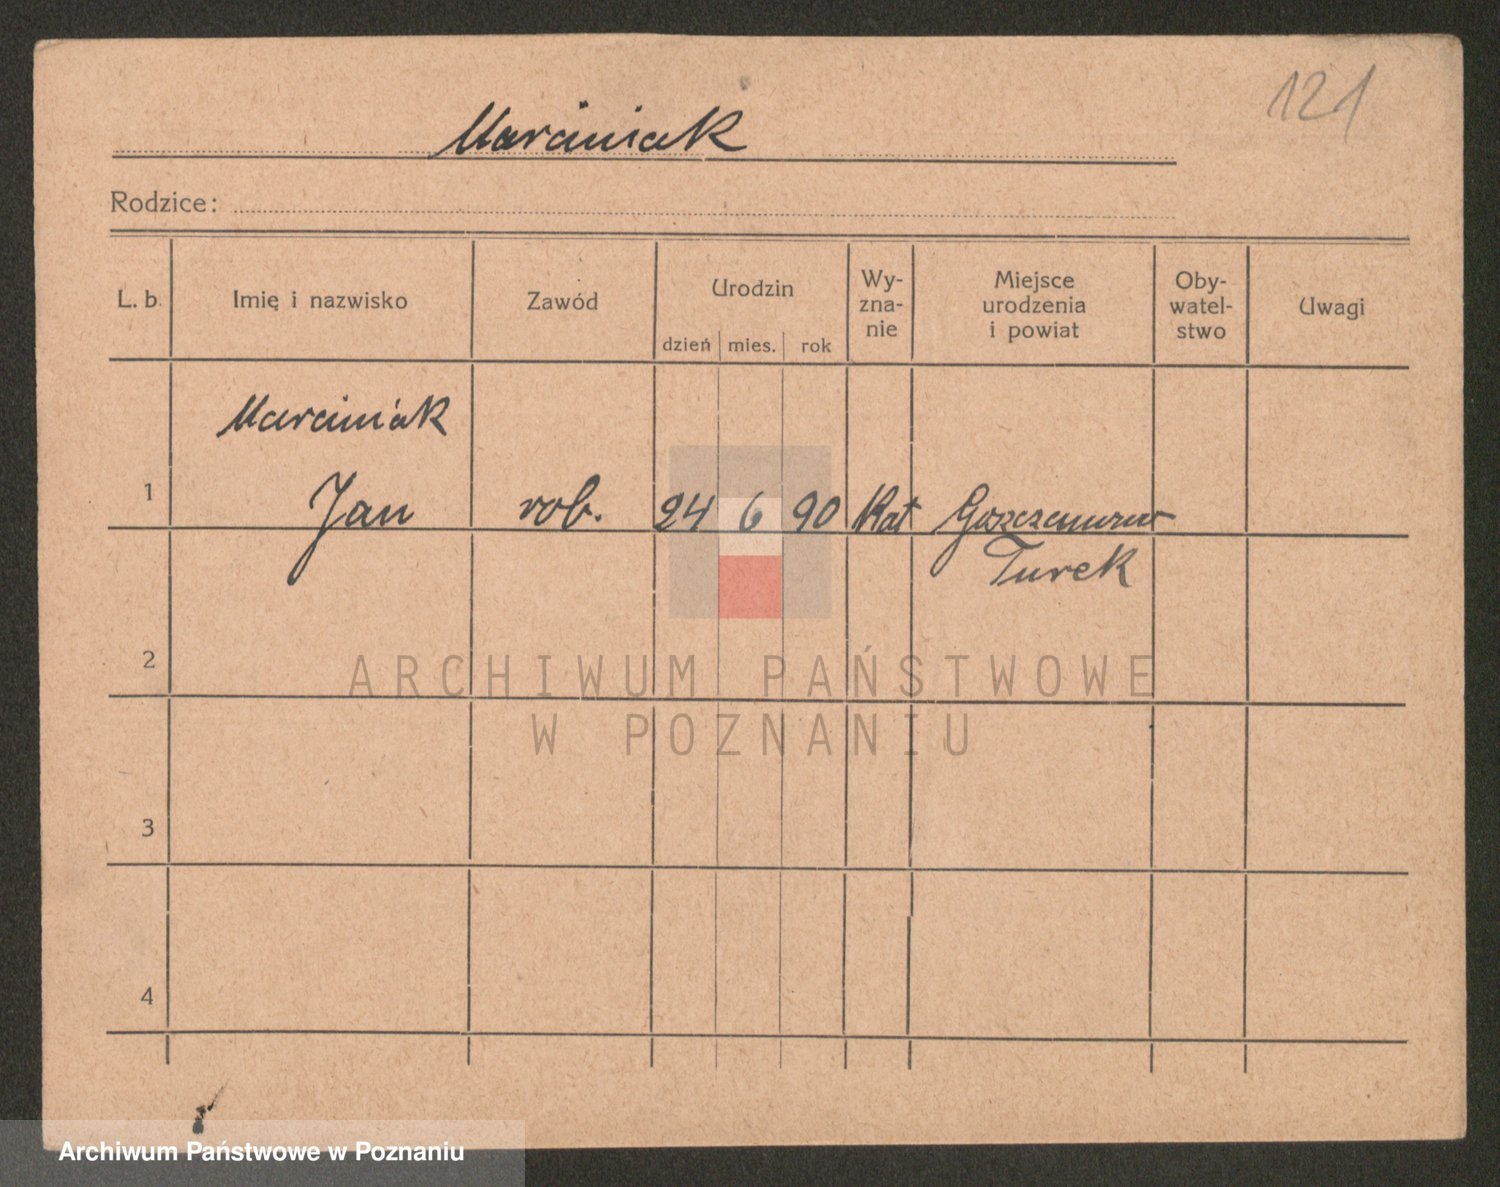 121
Marciniak
Rodzice:
L. b. Imię i nazwisko Zawód Urodzin dzień mies. rok Wy-zna-nie Miejsce urodzenia i powiat Oby-watel-stwo Uwagi
Marciniak
1 Jan rob. 24 6 90 Kat
Turek
2
ARCHIWUM PAŃSTWOWE
W POZNANIU
3
4
Archiwum Państwowe w Poznaniu